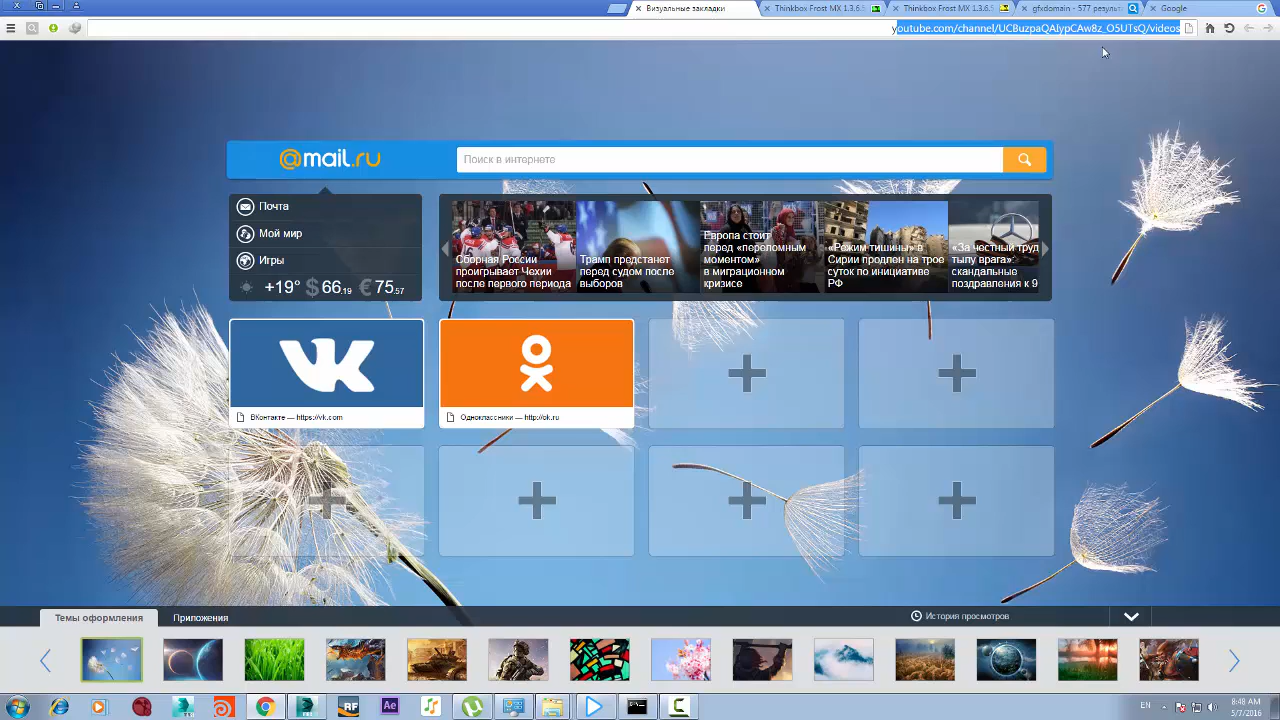 Визуальные закладки
Thinkbox Frost MX 1.3.6.
Thinkbox Frost MX 1.3.6.
gfxdomain - 577 результ
Google
youtube.com/channel/UCBuzpaQAIypCAw8z_O5UTsQ/videos
@mail.ru
Поиск в интернете
Почта
Мой мир
Игры
+19° $ 66.19 € 75.57
Сборная России
проигрывает Чехии
после первого периода
Трамп предстанет
перед судом после
выборов
Европа стоит
перед «переломным
моментом»
в миграционном
кризисе
«Режим тишины» в
Сирии продлен на трое
суток по инициативе
РФ
«За честный труд
тылу врага»:
скандальные
поздравления к 9
ВКонтакте — https://vk.com
Одноклассники — http://ok.ru
Темы оформления
Приложения
История просмотров
RF
Ae
EN
8:48 AM
5/7/2016